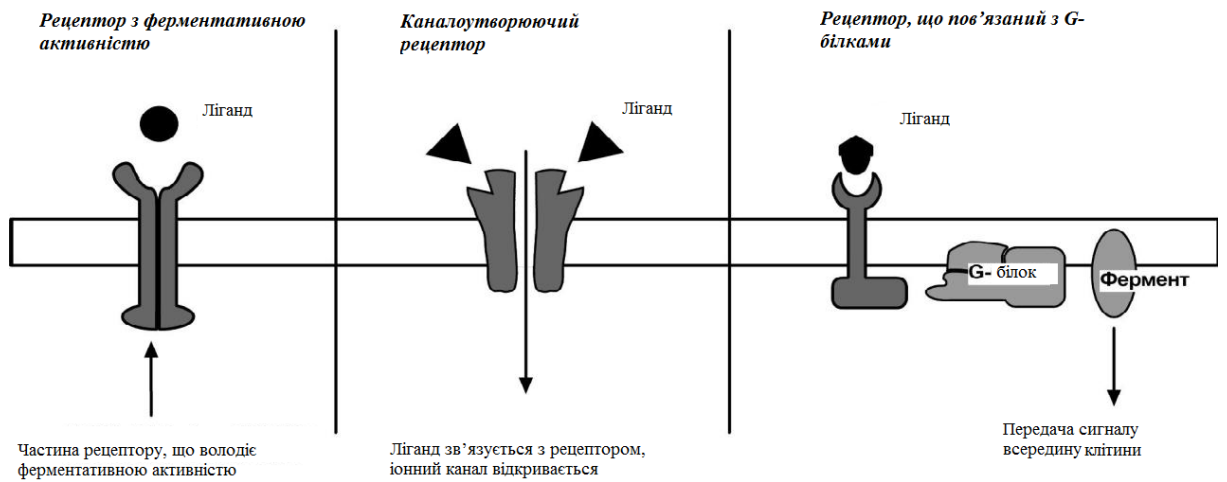 Рецептор з ферментативною
активністю
Ліганд
Частина рецептору, що володіє
ферментативною активністю
Каналоутворюючий
рецептор
Ліганд
Ліганд зв’язується з рецептором,
іонний канал відкривається
Рецептор, що пов’язаний з G-
білками
Ліганд
G- білок
Фермент
Передача сигналу
всередину клітини